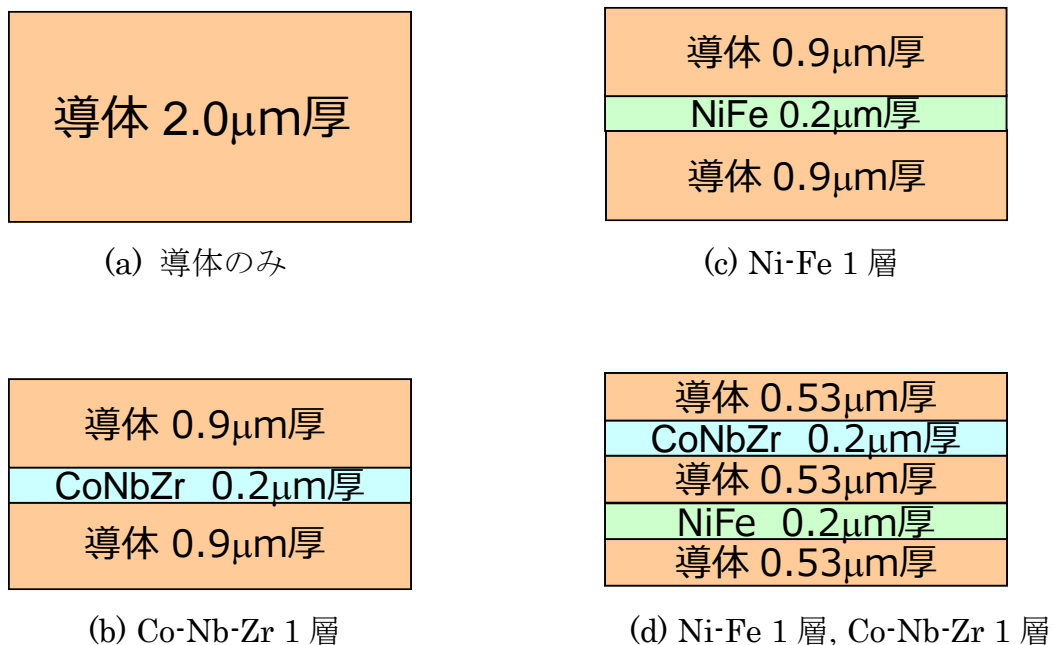 導体 2.0μm厚
(a) 導体のみ
導体 0.9μm厚
NiFe 0.2μm厚
導体 0.9μm厚
(c) Ni-Fe 1 層
導体 0.9μm厚
CoNbZr 0.2μm厚
導体 0.9μm厚
(b) Co-Nb-Zr 1 層
導体 0.53μm厚
CoNbZr 0.2μm厚
導体 0.53μm厚
NiFe 0.2μm厚
導体 0.53μm厚
(d) Ni-Fe 1 層, Co-Nb-Zr 1 層